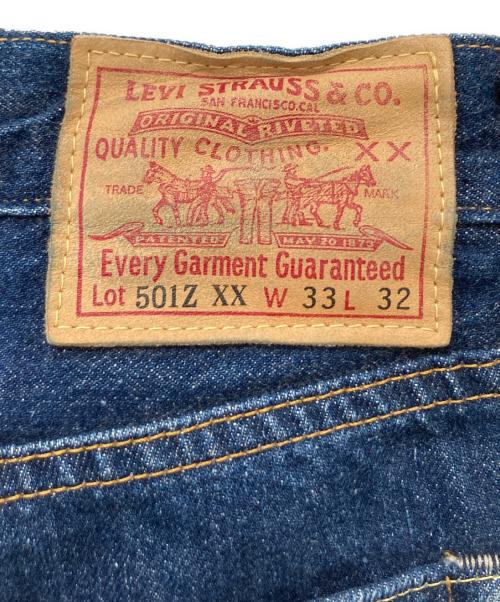 LEVI STRAUSS & CO.
SAN FRANCISCO, CAL
ORIGINAL RIVETED
QUALITY CLOTHING. XX
TRADE MARK
PATENTED MAY 20 1873
Every Garment Guaranteed
Lot 501Z XX W 33 L 32